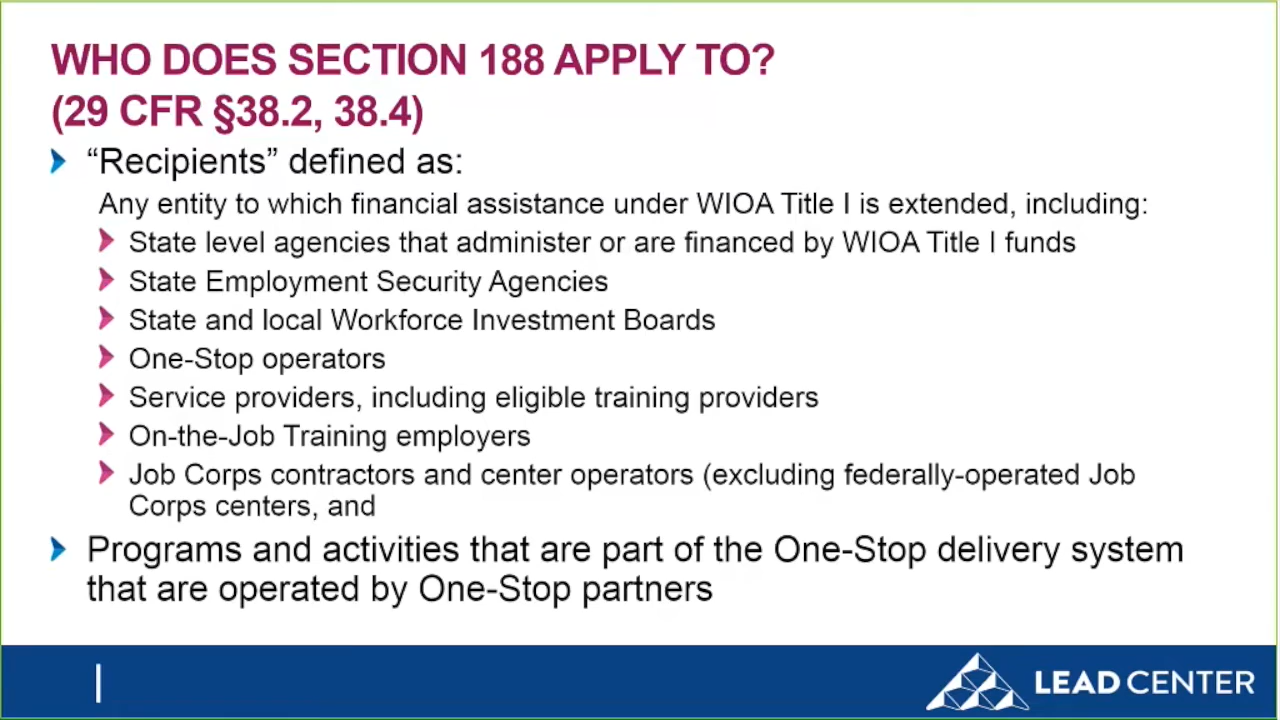 WHO DOES SECTION 188 APPLY TO?
(29 CFR §38.2, 38.4)
“Recipients” defined as:
Any entity to which financial assistance under WIOA Title I is extended, including:
State level agencies that administer or are financed by WIOA Title I funds
State Employment Security Agencies
State and local Workforce Investment Boards
One-Stop operators
Service providers, including eligible training providers
On-the-Job Training employers
Job Corps contractors and center operators (excluding federally-operated Job
Corps centers, and
Programs and activities that are part of the One-Stop delivery system
that are operated by One-Stop partners
LEAD CENTER